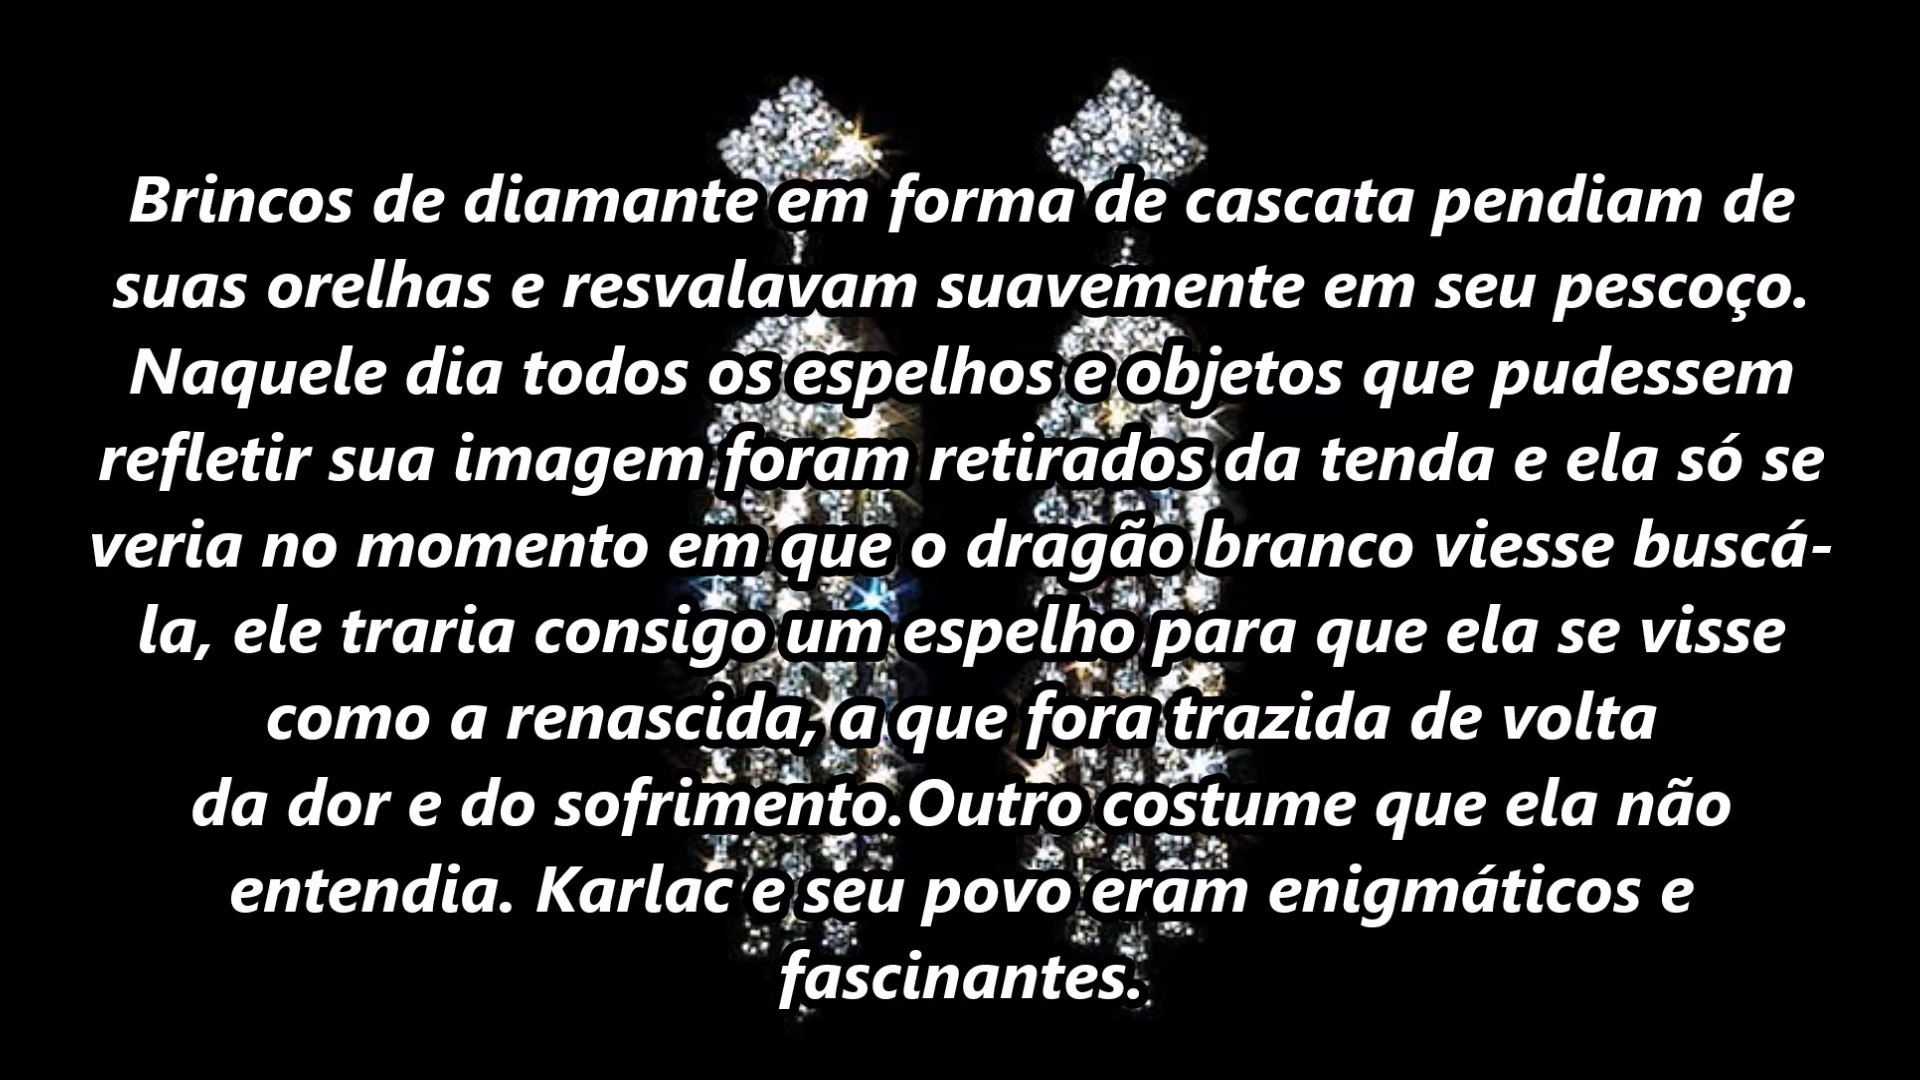 Brincos de diamante em forma de cascata pendiam de
suas orelhas e resvalavam suavemente em seu pescoço.
Naquele dia todos os espelhos e objetos que pudessem
refletir sua imagem foram retirados da tenda e ela só se
veria no momento em que o dragão branco viesse buscá-
la, ele traria consigo um espelho para que ela se visse
como a renascida, a que fora trazida de volta
da dor e do sofrimento.Outro costume que ela não
entendia. Karlac e seu povo eram enigmáticos e
fascinantes.